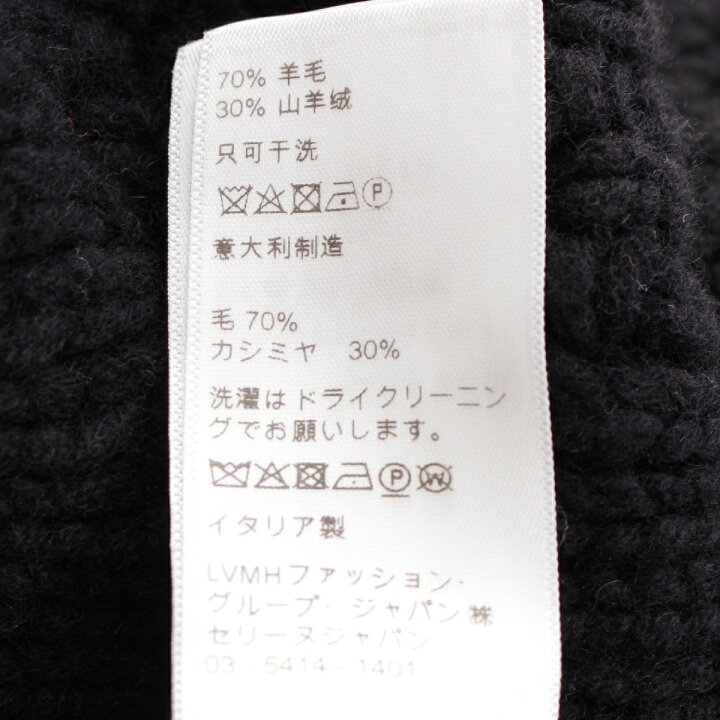 70% 羊毛
30% 山羊绒
只可干洗
P
意大利制造
毛 70%
カシミヤ 30%
洗濯はドライクリーニン
グでお願いします。
P W
イタリア製
LVMHファッション・
グループ・ジャパン㈱
セリーヌジャパン
03 - 5414 - 1401